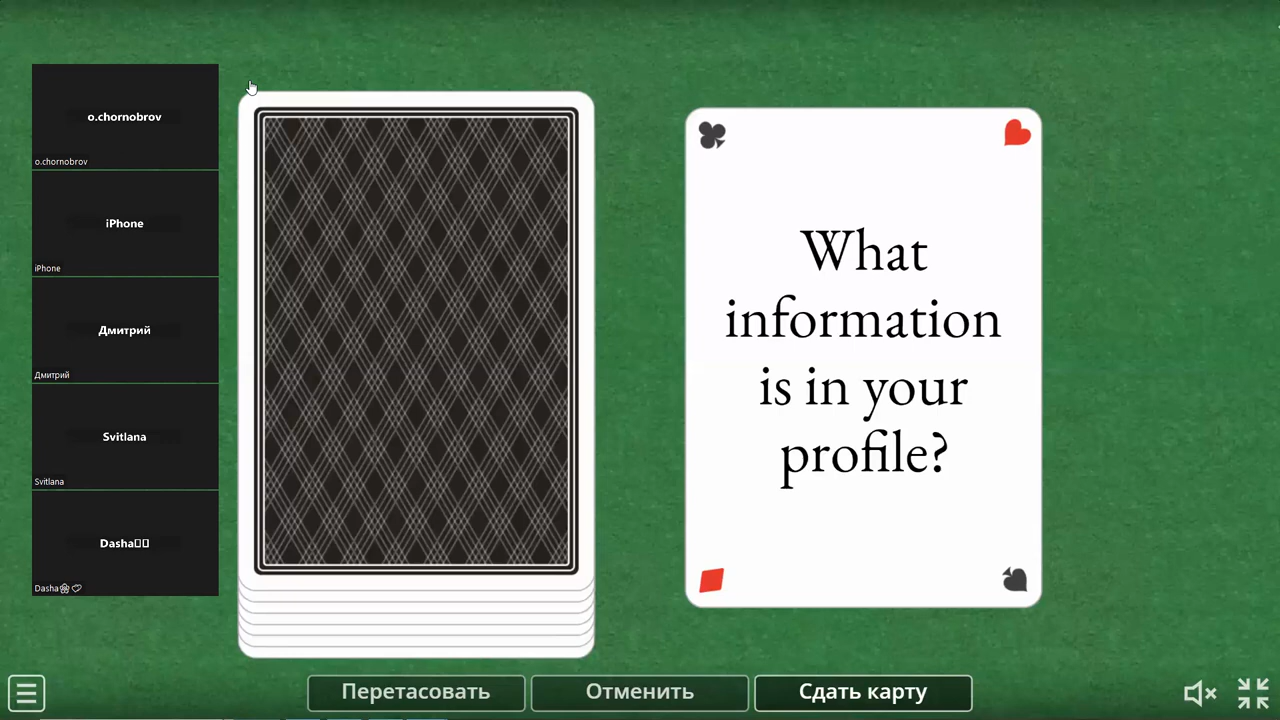 o.chornobrov
o.chornobrov
iPhone
iPhone
Дмитрий
Дмитрий
Svitlana
Svitlana
Dasha
Dasha
What
information
is in your
profile?
Перетасовать
Отменить
Сдать карту